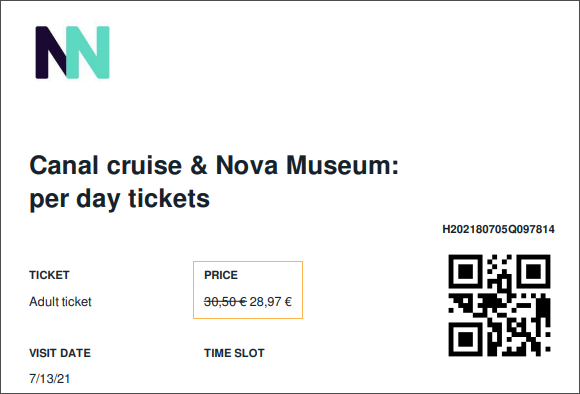 NN
Canal cruise & Nova Museum:
per day tickets
H202180705Q097814
TICKET
PRICE
Adult ticket
30,50 € 28,97 €
VISIT DATE
TIME SLOT
7/13/21